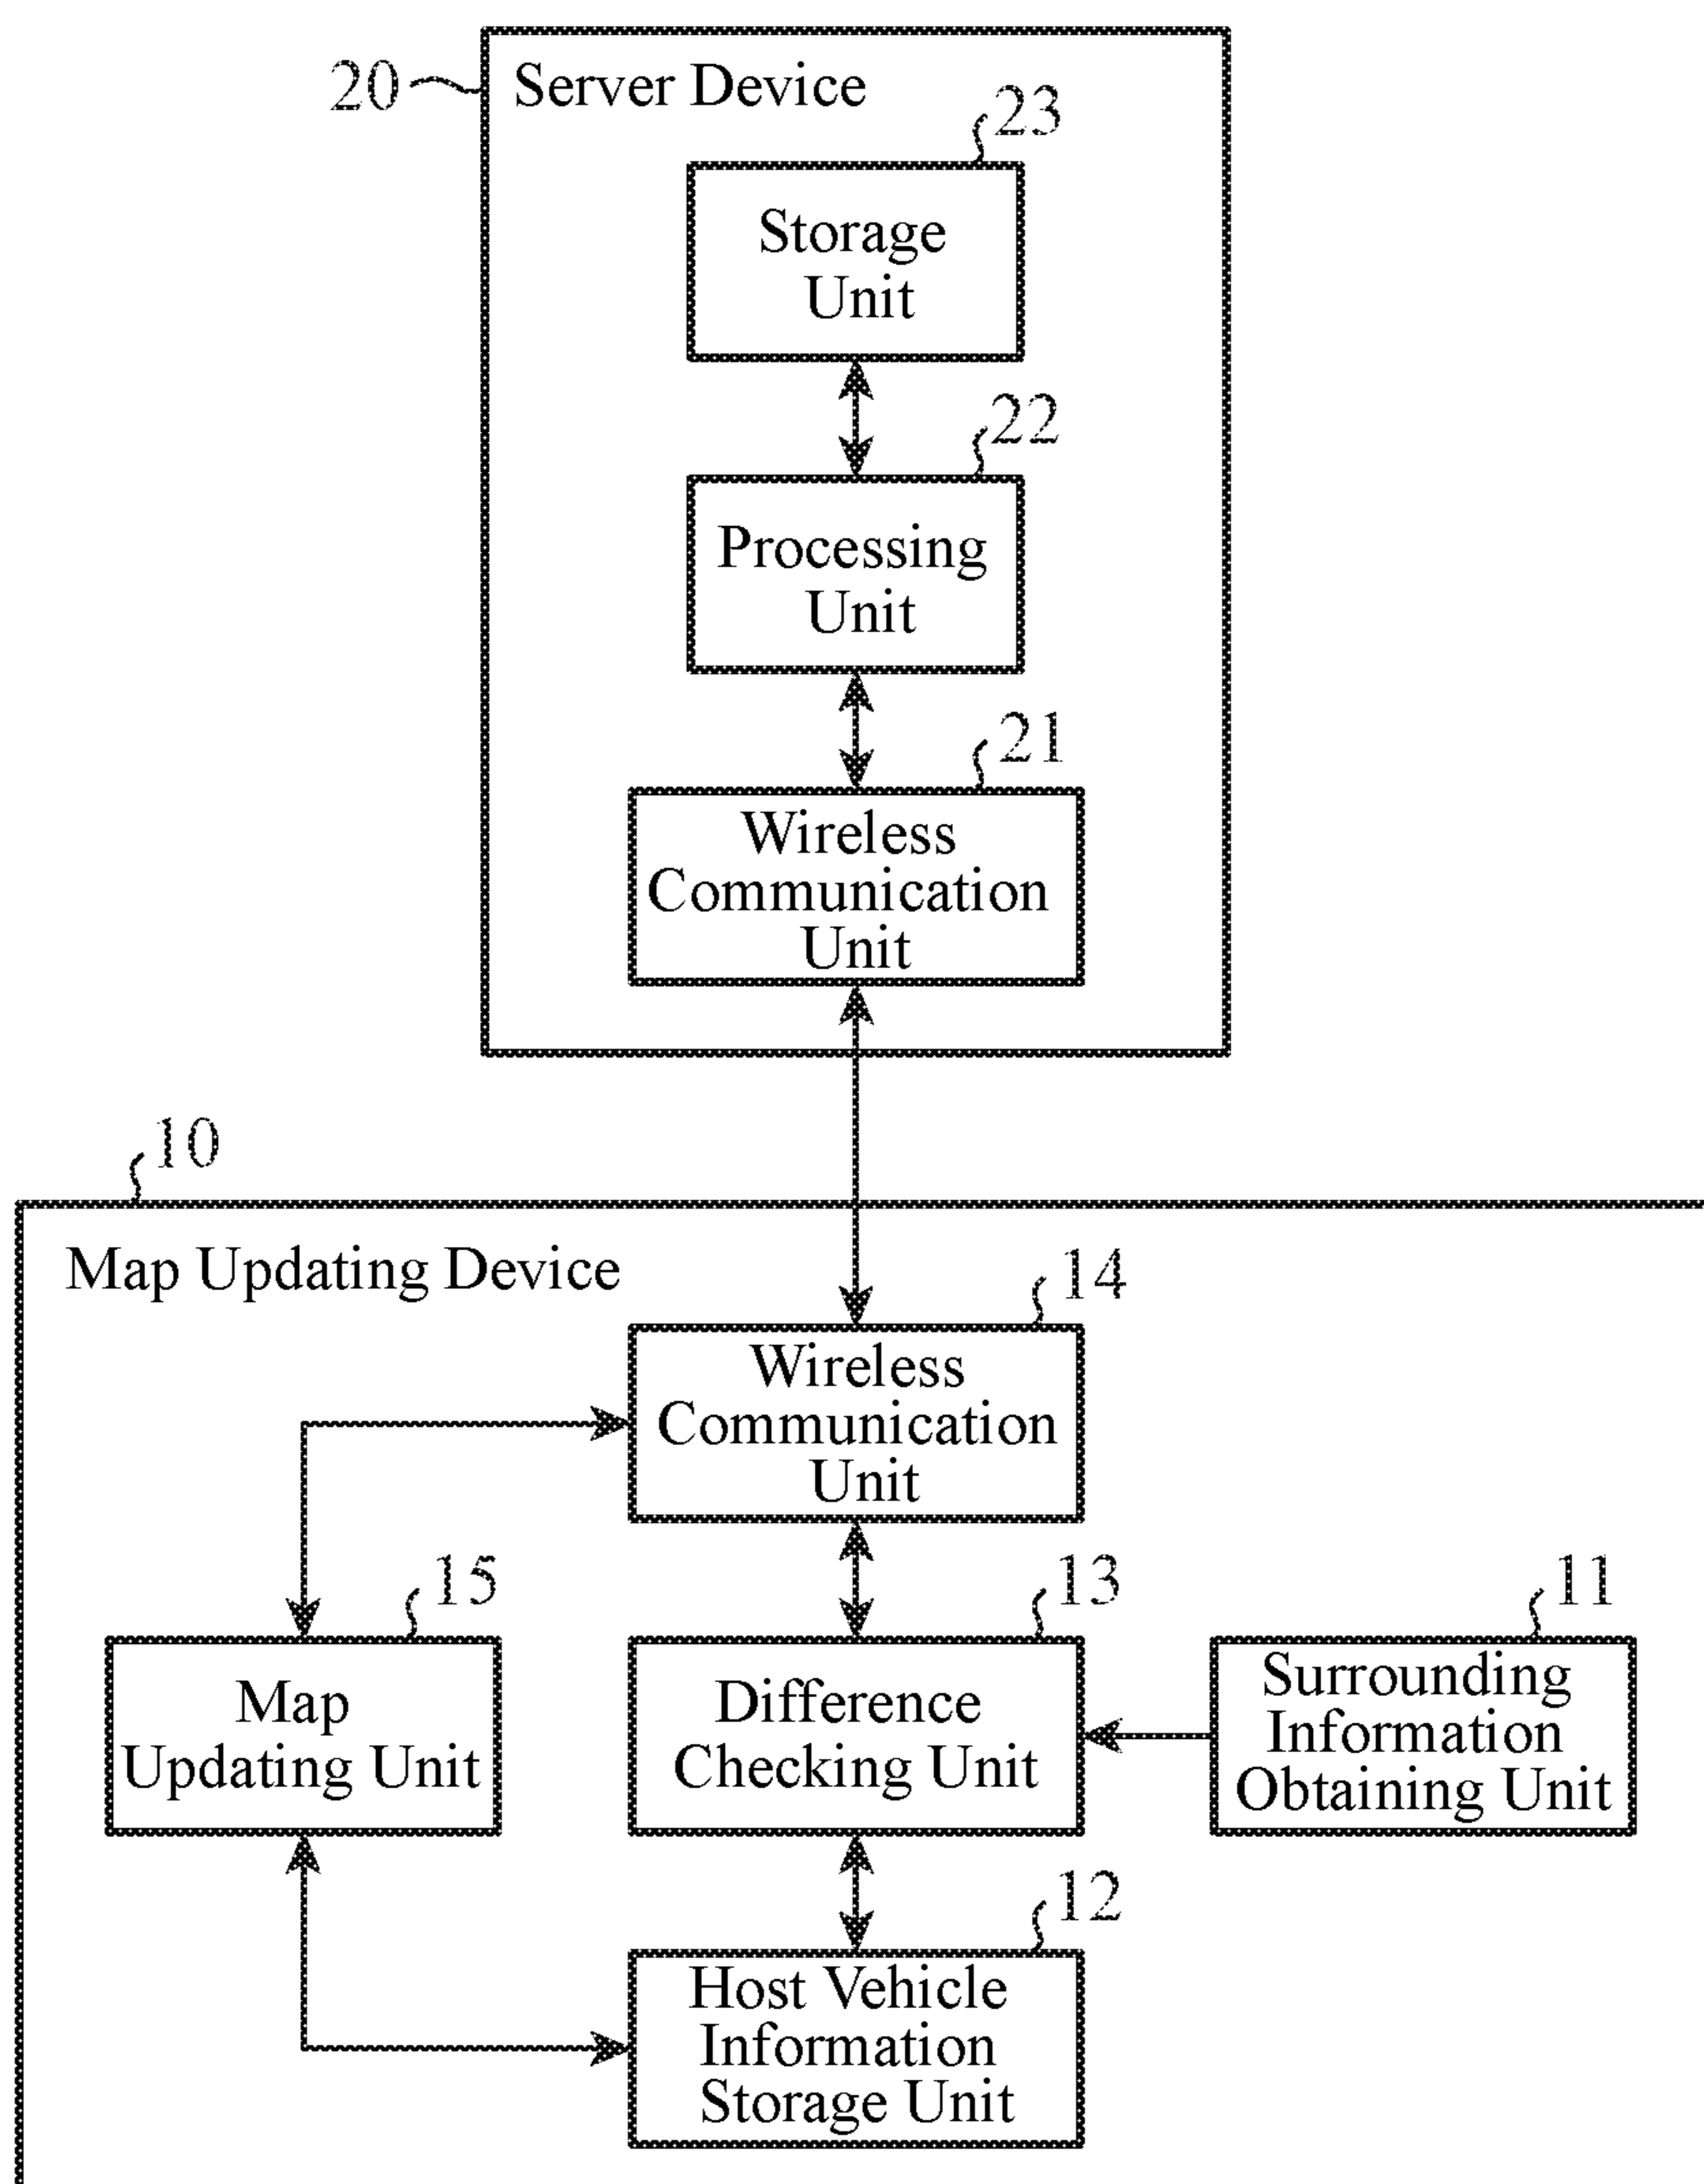 20
Server Device
23
Storage
Unit
22
Processing
Unit
21
Wireless
Communication
Unit
10
Map Updating Device
14
Wireless
Communication
Unit
15
Map
Updating Unit
13
Difference
Checking Unit
11
Surrounding
Information
Obtaining Unit
12
Host Vehicle
Information
Storage Unit